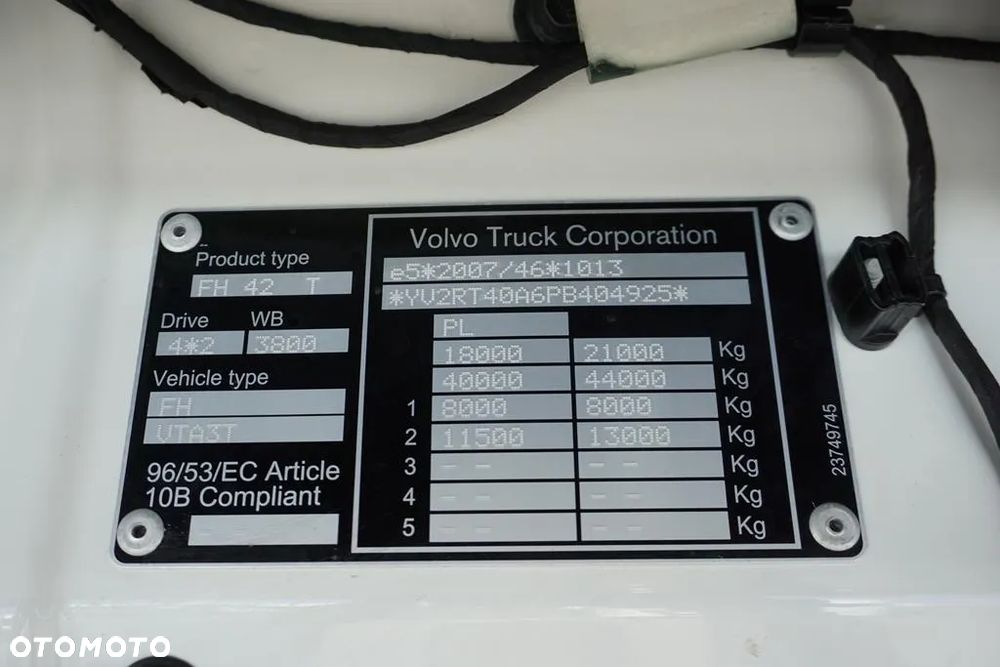 Product type
FH 42 T
Drive WB
4*2 3800
Vehicle type
FH
VTA3T
96/53/EC Article
10B Compliant
Volvo Truck Corporation
e5*2007/46*1013
*YV2RT40A6PB404925*
PL
18000 21000 Kg
40000 44000 Kg
1 8000 8000 Kg
2 11500 13000 Kg
3 -- -- Kg
4 -- -- Kg
5 -- -- Kg
23749745
OTOMOTO